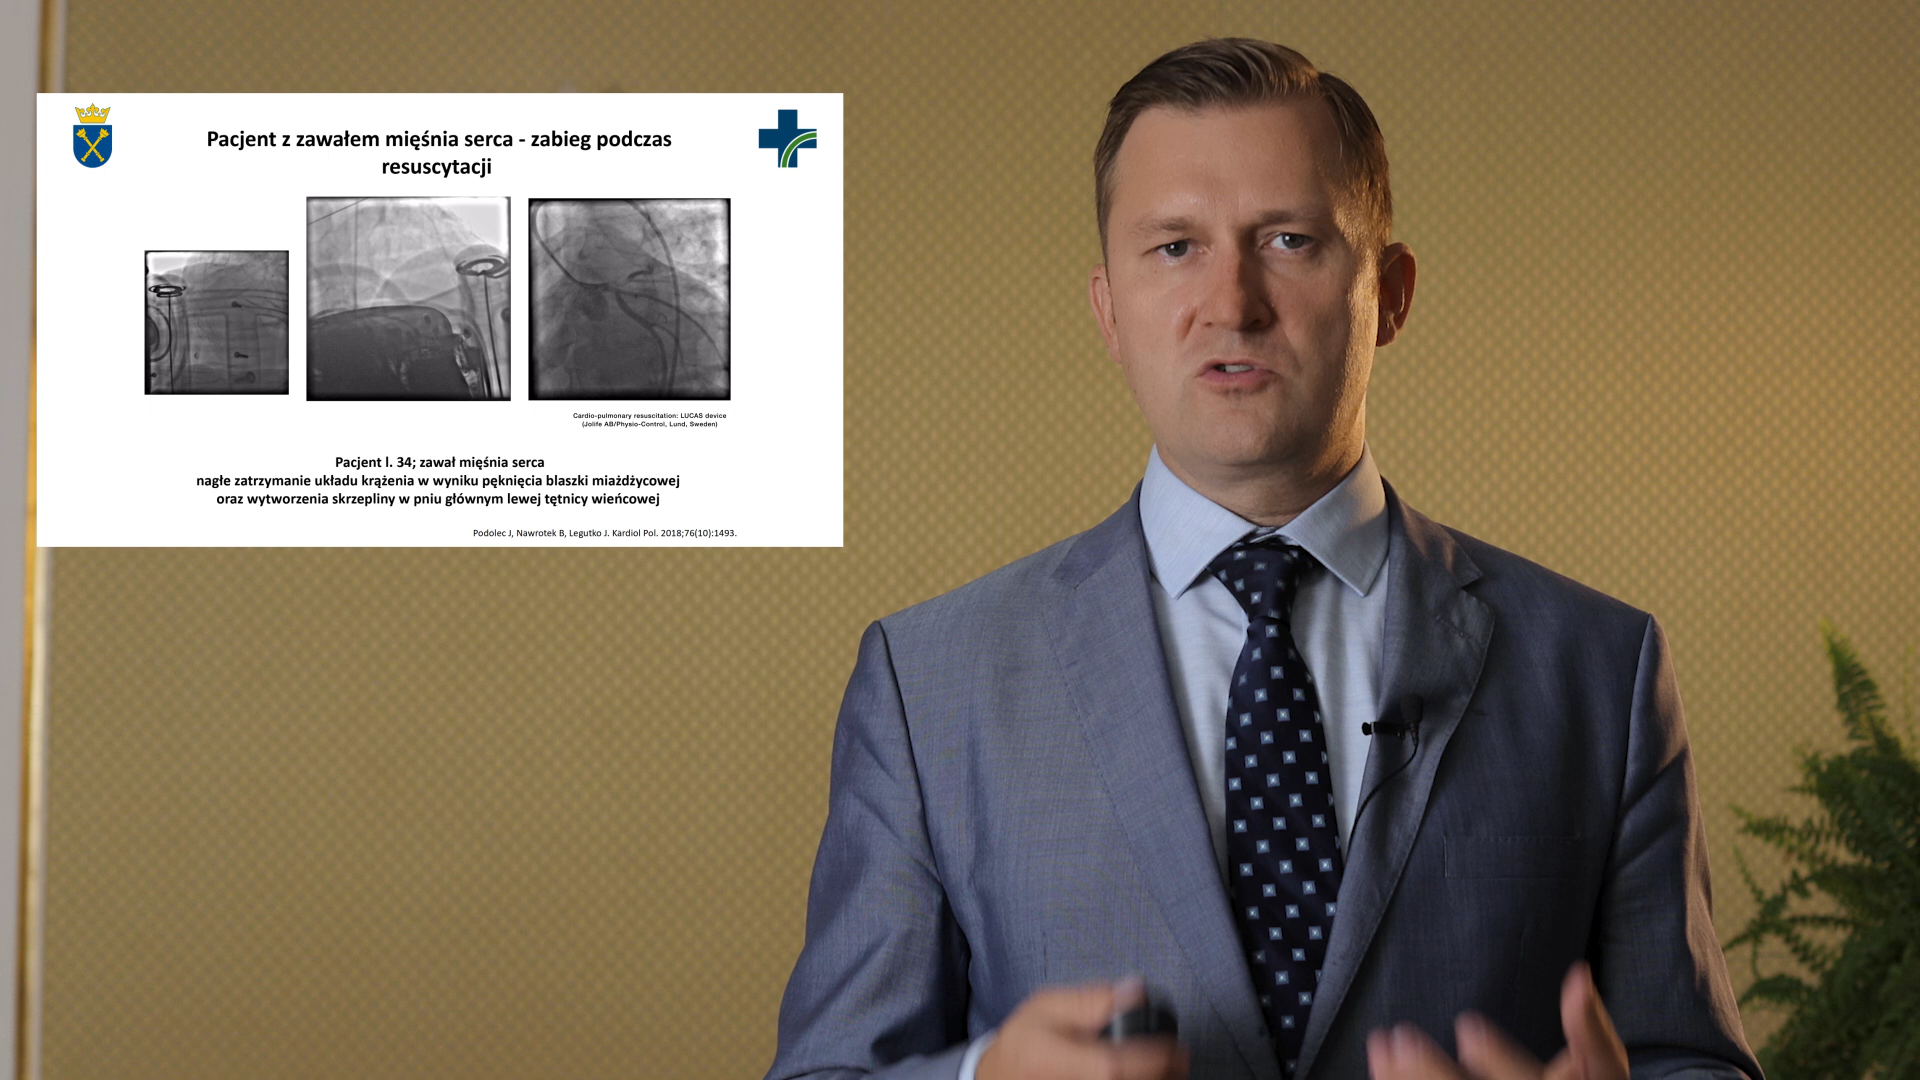 Pacjent z zawałem mięśnia serca - zabieg podczas
resuscytacji
Cardio-pulmonary resuscitation: LUCAS device
(Jolife AB/Physio-Control, Lund, Sweden)
Pacjent l. 34; zawał mięśnia serca
nagłe zatrzymanie układu krążenia w wyniku pęknięcia blaszki miażdżycowej
oraz wytworzenia skrzepliny w pniu głównym lewej tętnicy wieńcowej
Podolec J, Nawrotek B, Legutko J. Kardiol Pol. 2018;76(10):1493.